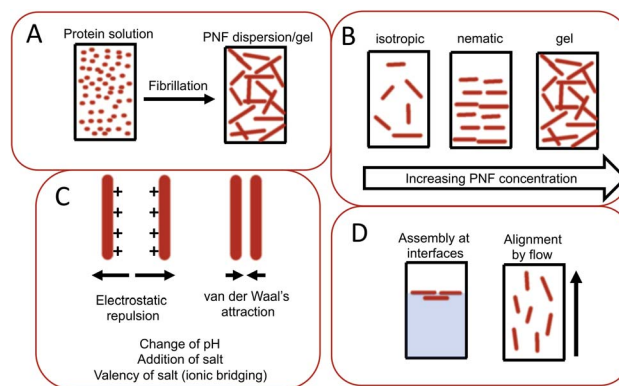 A
Protein solution
PNF dispersion/gel
Fibrillation
B
isotropic
nematic
gel
Increasing PNF concentration
C
+ +
+ +
+ +
+ +
Electrostatic
repulsion
van der Waal's
attraction
Change of pH
Addition of salt
Valency of salt (ionic bridging)
D
Assembly at
interfaces
Alignment
by flow